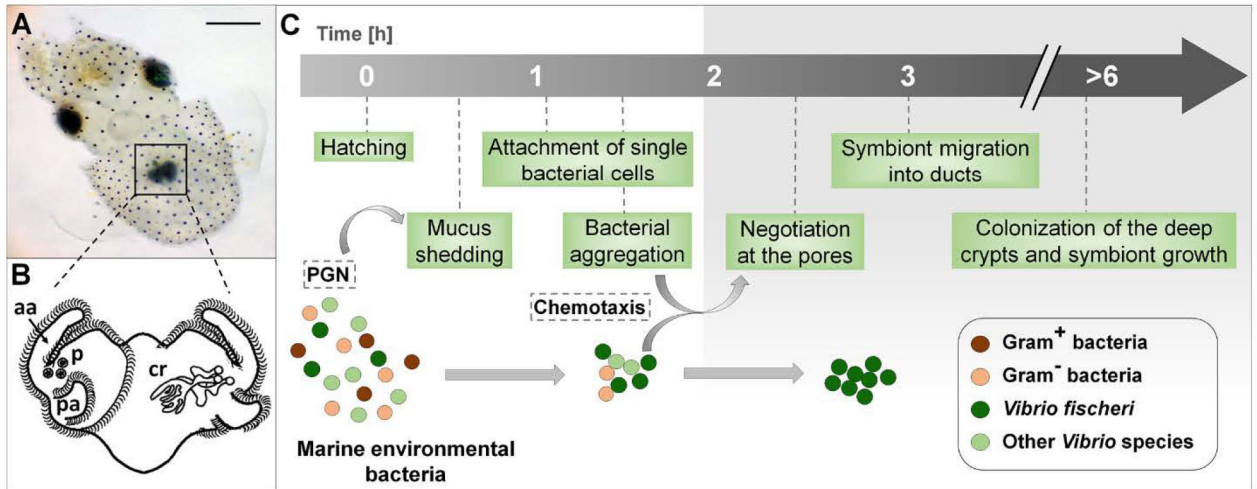 A
B
aa
p
pa
cr
C
Time [h]
0 1 2 3 >6
Hatching
Attachment of single
bacterial cells
Symbiont migration
into ducts
Mucus
shedding
Bacterial
aggregation
Negotiation
at the pores
Colonization of the deep
crypts and symbiont growth
PGN
Chemotaxis
Marine environmental
bacteria
Gram+ bacteria
Gram- bacteria
Vibrio fischeri
Other Vibrio species